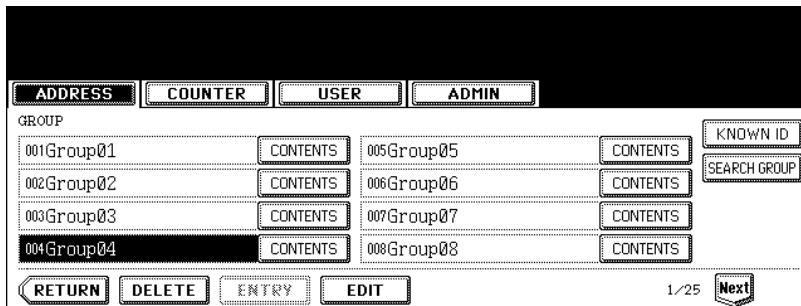 ADDRESS COUNTER USER ADMIN
GROUP
KNOWN ID
001Group01 CONTENTS 005Group05 CONTENTS
SEARCH GROUP
002Group02 CONTENTS 006Group06 CONTENTS
003Group03 CONTENTS 007Group07 CONTENTS
004Group04 CONTENTS 008Group08 CONTENTS
RETURN DELETE ENTRY EDIT 1/25 Next